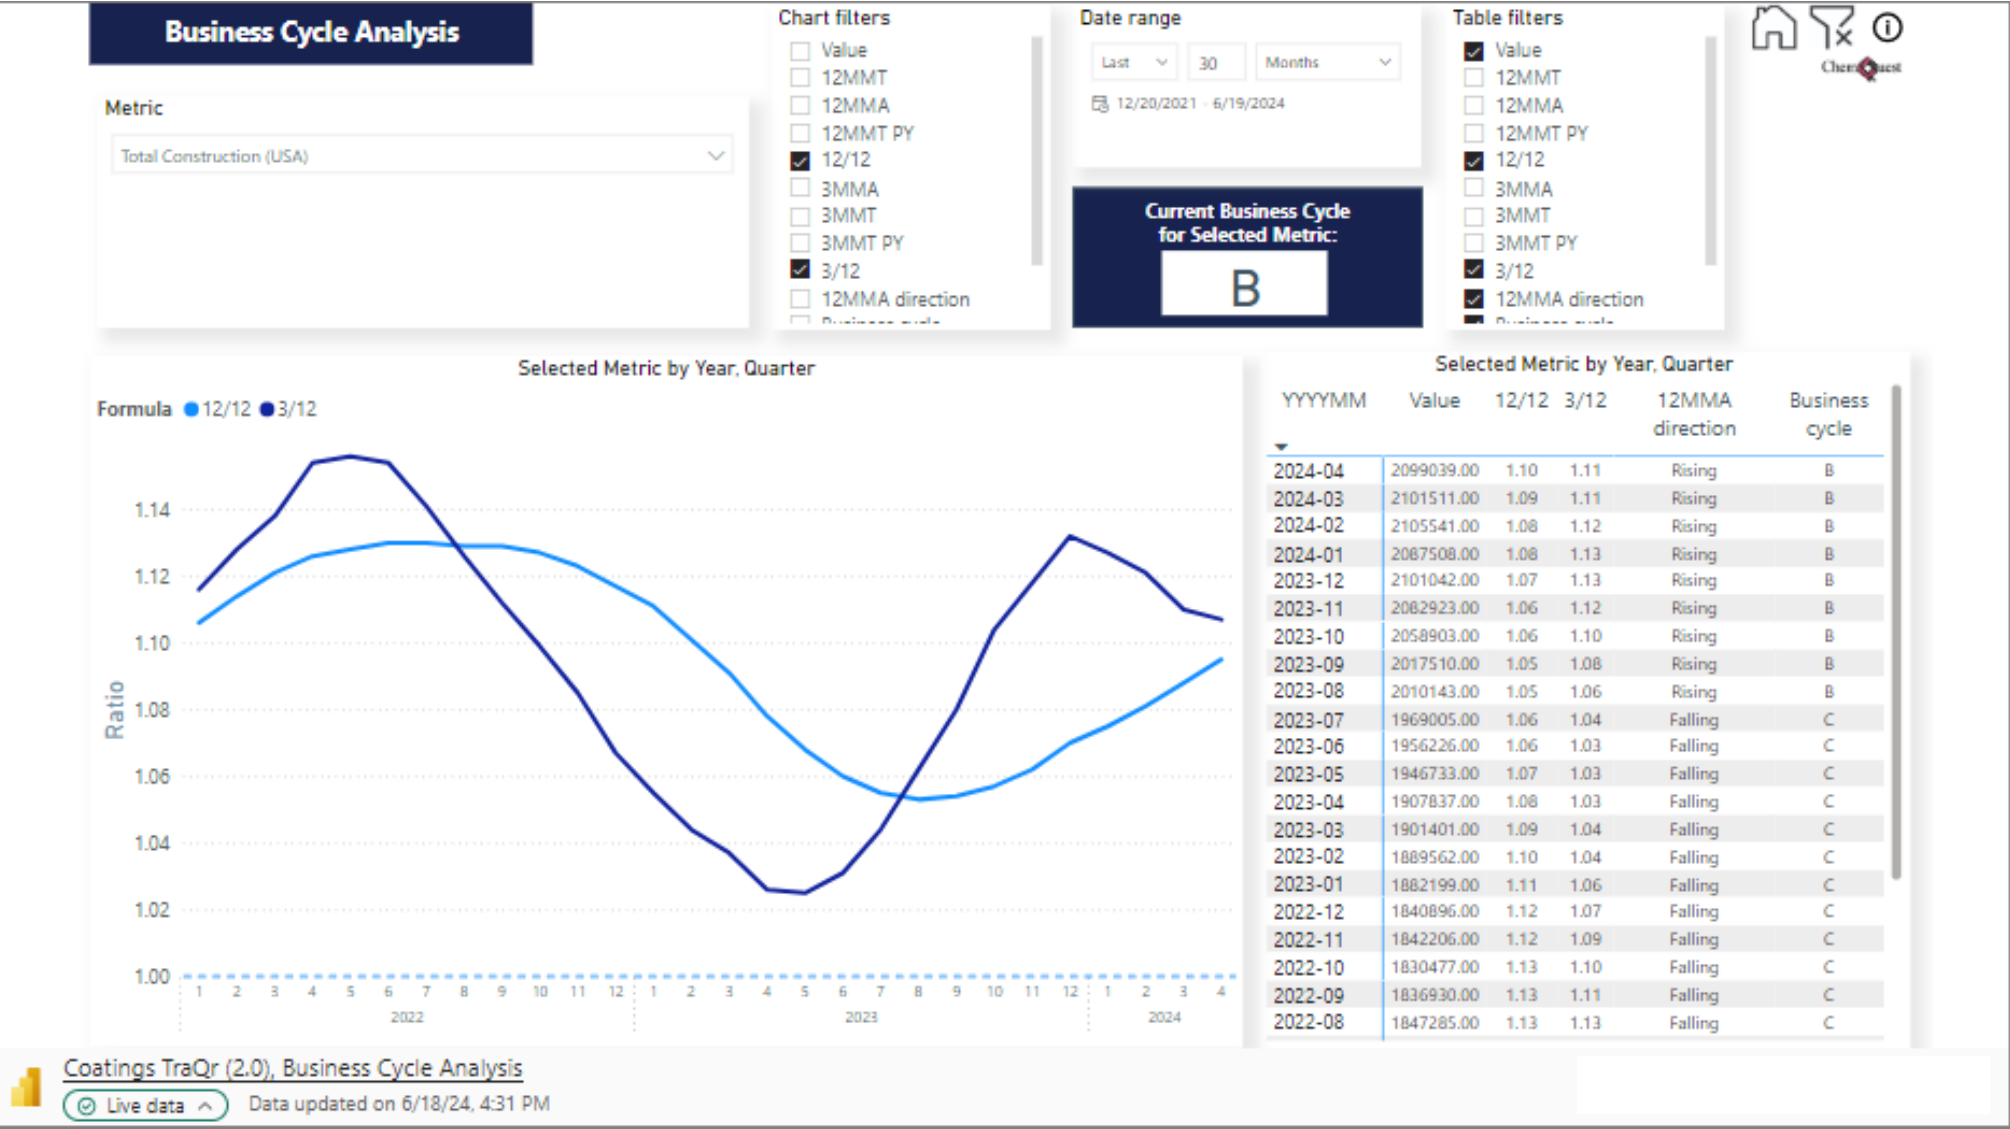 Business Cycle Analysis
Metric
Total Construction (USA)
Chart filters
Value
12MMT
12MMA
12MMT PY
12/12
3MMA
3MMT
3MMT PY
3/12
12MMA direction
Business cycle
Date range
Last 30 Months
12/20/2021 - 6/19/2024
Current Business Cycle
for Selected Metric:
B
Table filters
Value
12MMT
12MMA
12MMT PY
12/12
3MMA
3MMT
3MMT PY
3/12
12MMA direction
Business cycle
ChemQuest
Selected Metric by Year, Quarter
Formula 12/12 3/12
Ratio
1.14
1.12
1.10
1.08
1.06
1.04
1.02
1.00
1 2 3 4 5 6 7 8 9 10 11 12 1 2 3 4 5 6 7 8 9 10 11 12 1 2 3 4
2022 2023 2024
Selected Metric by Year, Quarter
YYYYMM Value 12/12 3/12 12MMA direction Business cycle
2024-04 2099039.00 1.10 1.11 Rising B
2024-03 2101511.00 1.09 1.11 Rising B
2024-02 2105541.00 1.08 1.12 Rising B
2024-01 2087508.00 1.08 1.13 Rising B
2023-12 2101042.00 1.07 1.13 Rising B
2023-11 2082923.00 1.06 1.12 Rising B
2023-10 2058903.00 1.06 1.10 Rising B
2023-09 2017510.00 1.05 1.08 Rising B
2023-08 2010143.00 1.05 1.06 Rising B
2023-07 1969005.00 1.06 1.04 Falling C
2023-06 1956226.00 1.06 1.03 Falling C
2023-05 1946733.00 1.07 1.03 Falling C
2023-04 1907837.00 1.08 1.03 Falling C
2023-03 1901401.00 1.09 1.04 Falling C
2023-02 1889562.00 1.10 1.04 Falling C
2023-01 1882199.00 1.11 1.06 Falling C
2022-12 1840896.00 1.12 1.07 Falling C
2022-11 1842206.00 1.12 1.09 Falling C
2022-10 1830477.00 1.13 1.10 Falling C
2022-09 1836930.00 1.13 1.11 Falling C
2022-08 1847285.00 1.13 1.13 Falling C
Coatings TraQr (2.0), Business Cycle Analysis
Live data
Data updated on 6/18/24, 4:31 PM